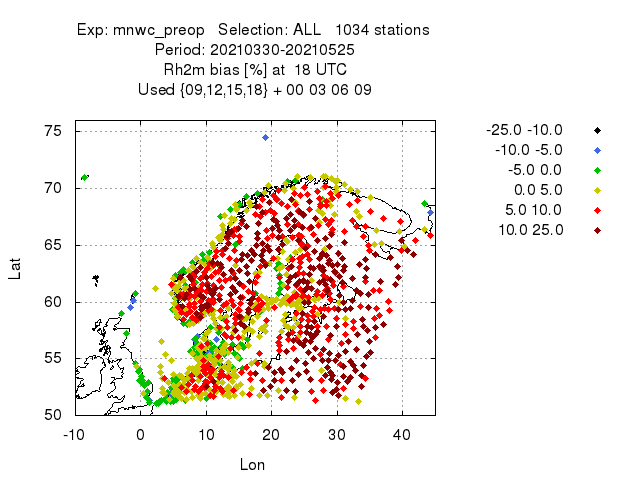 Exp: mnwc_preop   Selection: ALL   1034 stations
Period: 20210330-20210525
Rh2m bias [%] at  18 UTC
Used {09,12,15,18} + 00 03 06 09
-25.0 -10.0
-10.0 -5.0
-5.0 0.0
0.0 5.0
5.0 10.0
10.0 25.0
Lat
75
70
65
60
55
50
-10 0 10 20 30 40
Lon